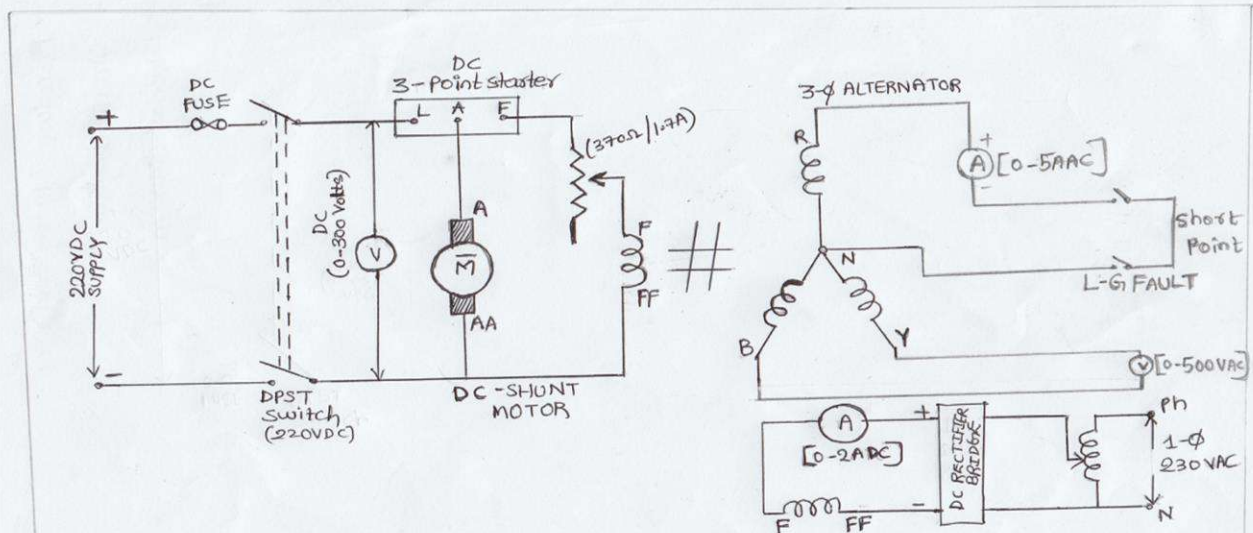 DC
FUSE
+
220VDC
SUPPLY
-
DPST
Switch
(220VDC)
DC
(0-300 Volts)
V
DC
3-Point starter
L A F
A
M
AA
DC-SHUNT
MOTOR
(370Ω/1.7A)
F
FF
3-ϕ ALTERNATOR
R
N
B
Y
+
A [0-5AAC]
-
Short
Point
L-G FAULT
V [0-500VAC]
A
[0-2ADC]
F FF
+
-
DC RECTIFIER
BRIDGE
Ph
1-ϕ
230VAC
N